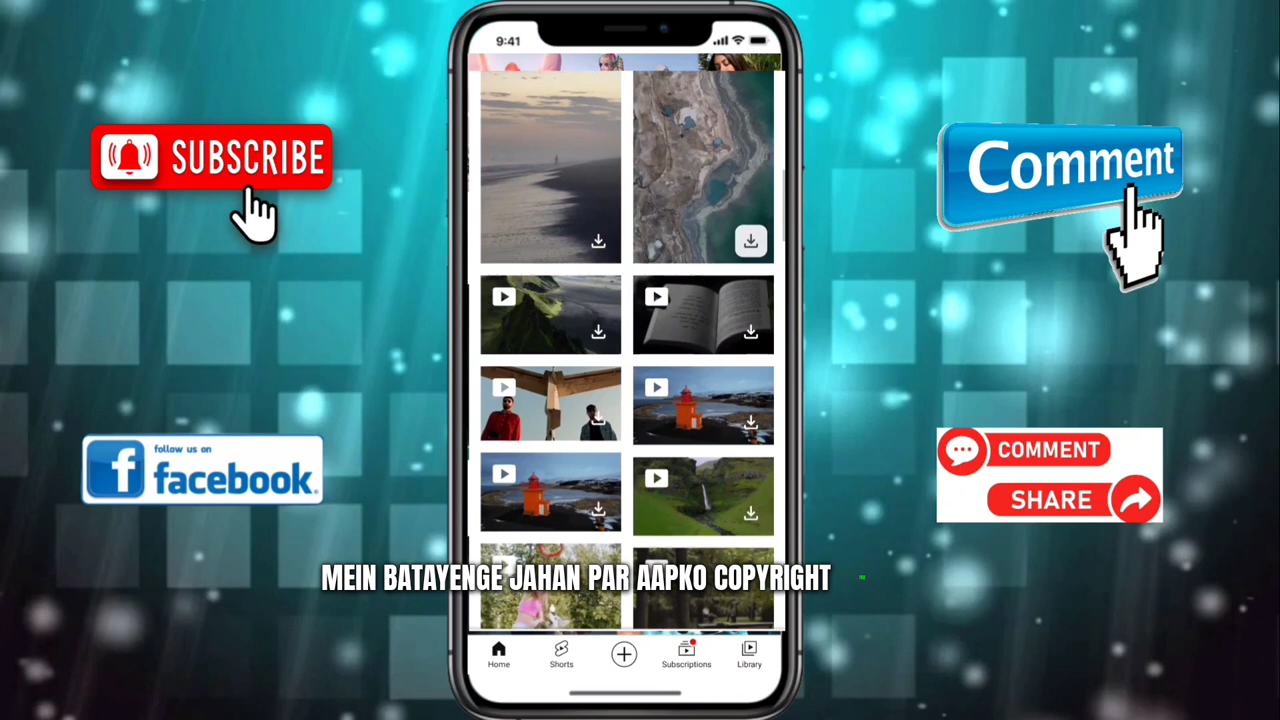 9:41
SUBSCRIBE
Comment
follow us on
facebook.
COMMENT
SHARE
MEIN BATAYENGE JAHAN PAR AAPKO COPYRIGHT
Home
Shorts
Subscriptions
Library